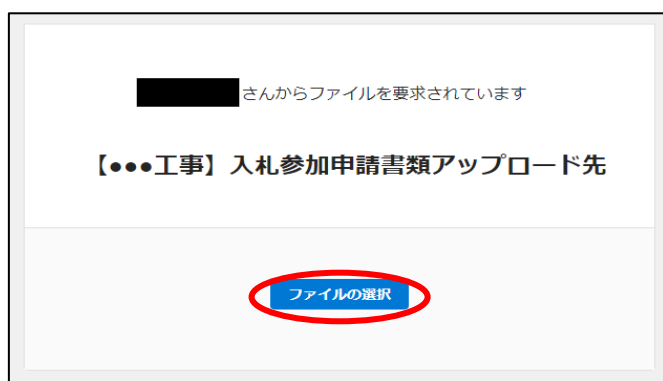 さんからファイルを要求されています
【●●●工事】入札参加申請書類アップロード先
ファイルの選択